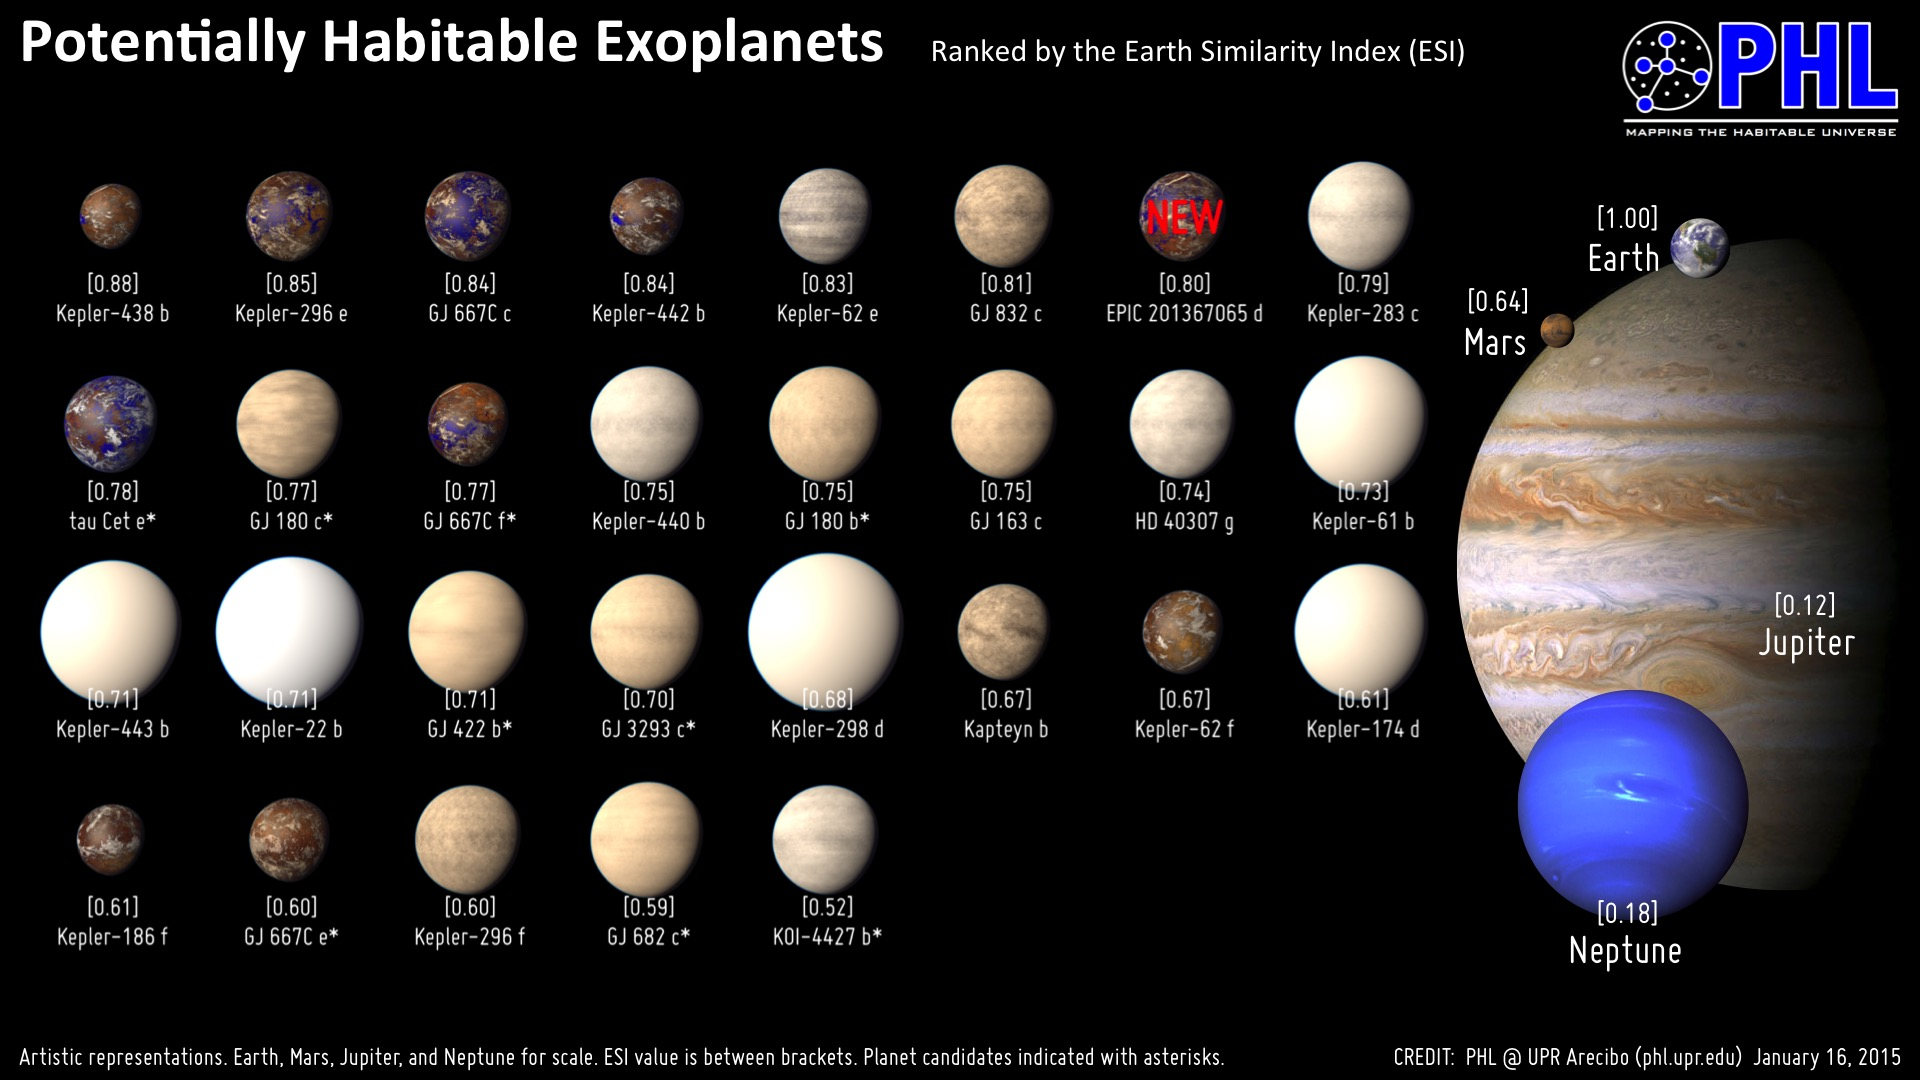 Potentially Habitable Exoplanets
Ranked by the Earth Similarity Index (ESI)
PHL
MAPPING THE HABITABLE UNIVERSE
[0.88]
Kepler-438 b
[0.85]
Kepler-296 e
[0.84]
GJ 667C c
[0.84]
Kepler-442 b
[0.83]
Kepler-62 e
[0.81]
GJ 832 c
NEW
[0.80]
EPIC 201367065 d
[0.79]
Kepler-283 c
[0.78]
tau Cet e*
[0.77]
GJ 180 c*
[0.77]
GJ 667C f*
[0.75]
Kepler-440 b
[0.75]
GJ 180 b*
[0.75]
GJ 163 c
[0.74]
HD 40307 g
[0.73]
Kepler-61 b
[0.71]
Kepler-443 b
[0.71]
Kepler-22 b
[0.71]
GJ 422 b*
[0.70]
GJ 3293 c*
[0.68]
Kepler-298 d
[0.67]
Kapteyn b
[0.67]
Kepler-62 f
[0.61]
Kepler-174 d
[0.61]
Kepler-186 f
[0.60]
GJ 667C e*
[0.60]
Kepler-296 f
[0.59]
GJ 682 c*
[0.52]
KOI-4427 b*
[1.00]
Earth
[0.64]
Mars
[0.12]
Jupiter
[0.18]
Neptune
Artistic representations. Earth, Mars, Jupiter, and Neptune for scale. ESI value is between brackets. Planet candidates indicated with asterisks.
CREDIT: PHL @ UPR Arecibo (phl.upr.edu) January 16, 2015